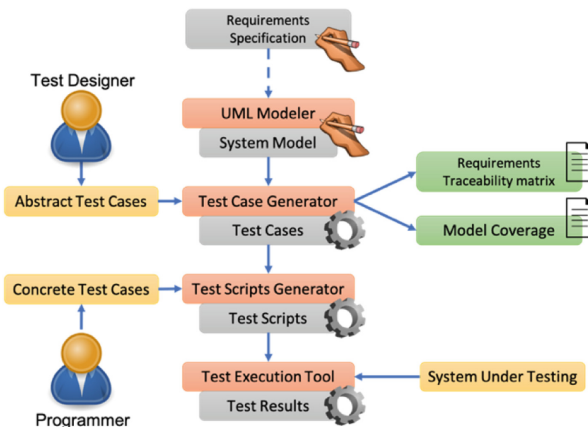 Requirements
Specification
Test Designer
UML Modeler
System Model
Requirements
Traceability matrix
Abstract Test Cases
Test Case Generator
Test Cases
Model Coverage
Concrete Test Cases
Test Scripts Generator
Test Scripts
Test Execution Tool
System Under Testing
Test Results
Programmer